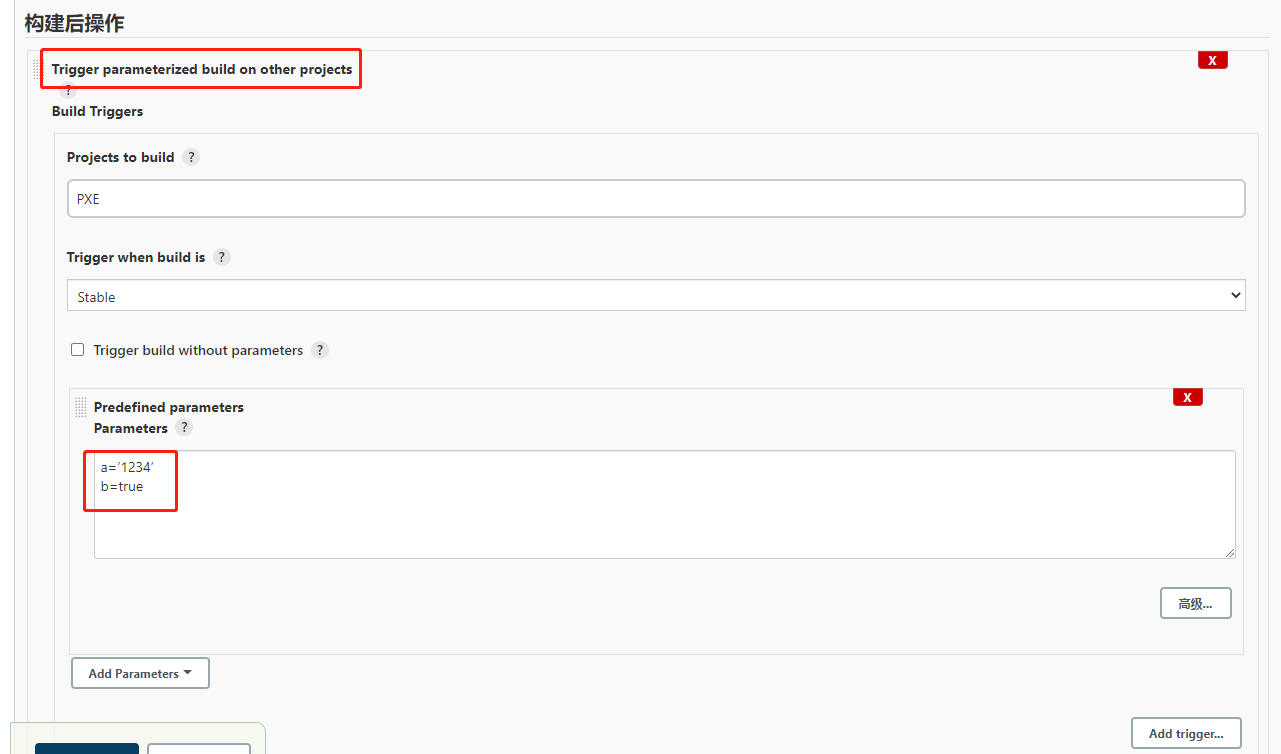 构建后操作
Trigger parameterized build on other projects
X
?
Build Triggers
Projects to build ?
PXE
Trigger when build is ?
Stable
Trigger build without parameters ?
Predefined parameters
X
Parameters ?
a='1234'
b=true
高级...
Add Parameters
Add trigger...